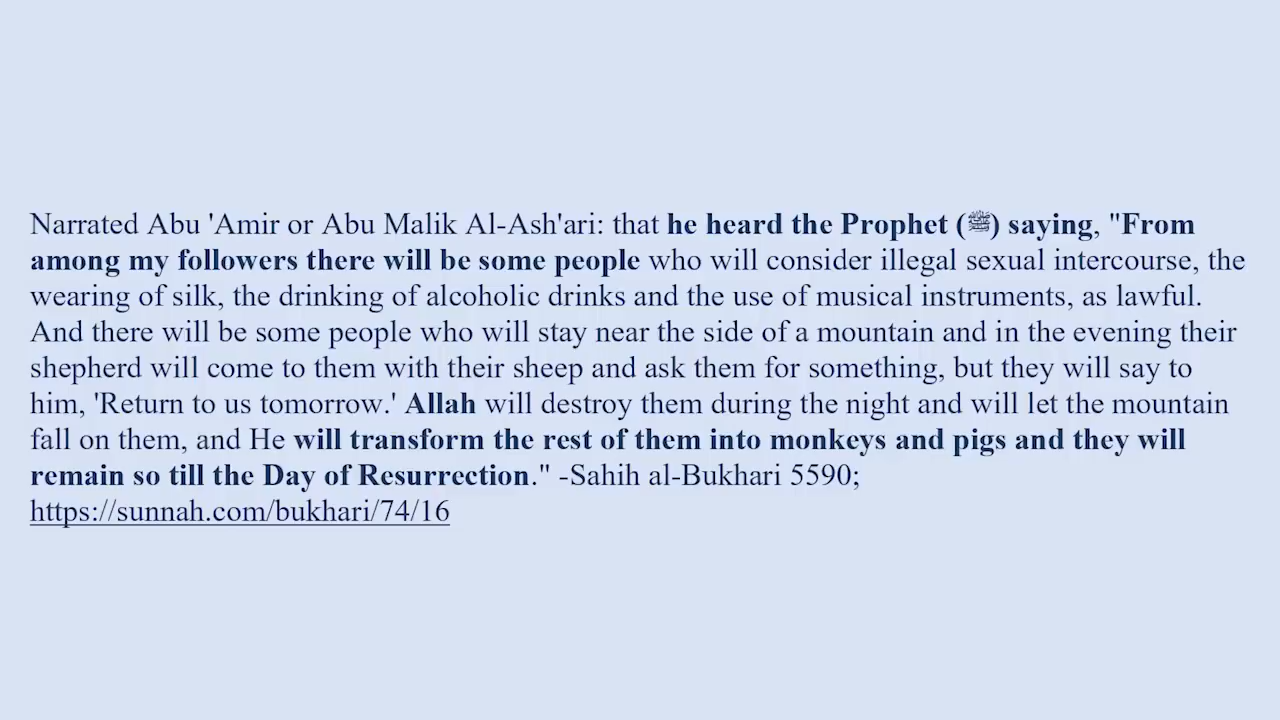 Narrated Abu 'Amir or Abu Malik Al-Ash'ari: that he heard the Prophet (ﷺ) saying, "From
among my followers there will be some people who will consider illegal sexual intercourse, the
wearing of silk, the drinking of alcoholic drinks and the use of musical instruments, as lawful.
And there will be some people who will stay near the side of a mountain and in the evening their
shepherd will come to them with their sheep and ask them for something, but they will say to
him, 'Return to us tomorrow.' Allah will destroy them during the night and will let the mountain
fall on them, and He will transform the rest of them into monkeys and pigs and they will
remain so till the Day of Resurrection." -Sahih al-Bukhari 5590;
https://sunnah.com/bukhari/74/16